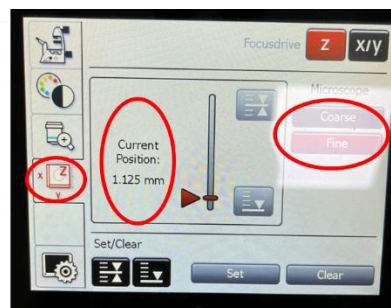 Focusdrive
Z
X/Y
Microscope
Coarse
Fine
Current
Position:
1.125 mm
x
Z
y
Set/Clear
Set
Clear